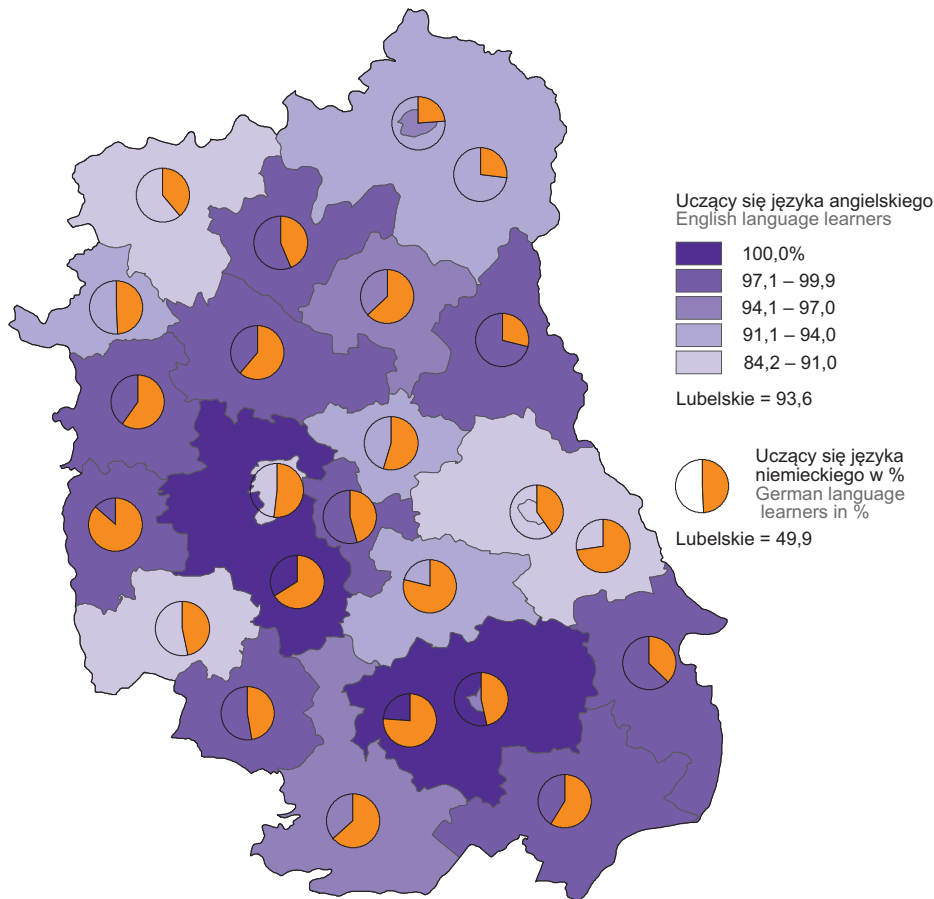 Uczący się języka angielskiego
English language learners
100,0%
97,1 – 99,9
94,1 – 97,0
91,1 – 94,0
84,2 – 91,0
Lubelskie = 93,6
Uczący się języka
niemieckiego w %
German language
learners in %
Lubelskie = 49,9